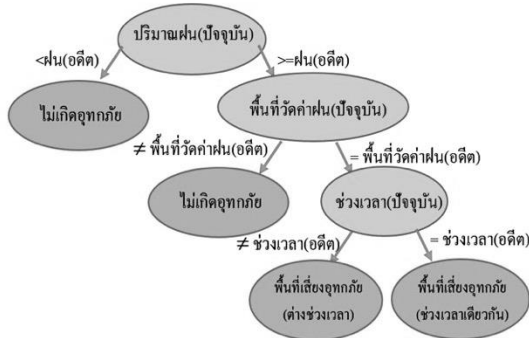 ปริมาณฝน(ปัจจุบัน)
<ฝน(อดีต)
>=ฝน(อดีต)
ไม่เกิดอุทกภัย
พื้นที่วัดค่าฝน(ปัจจุบัน)
≠ พื้นที่วัดค่าฝน(อดีต)
= พื้นที่วัดค่าฝน(อดีต)
ไม่เกิดอุทกภัย
ช่วงเวลา(ปัจจุบัน)
≠ ช่วงเวลา(อดีต)
= ช่วงเวลา(อดีต)
พื้นที่เสี่ยงอุทกภัย
(ต่างช่วงเวลา)
พื้นที่เสี่ยงอุทกภัย
(ช่วงเวลาเดียวกัน)